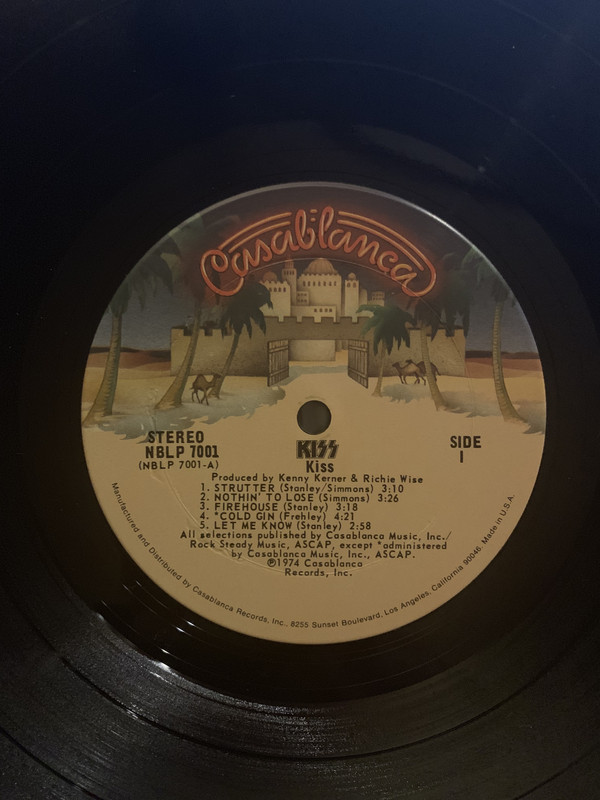 Casablanca
STEREO
NBLP 7001
(NBLP 7001-A)
KISS
Kiss
SIDE
1
Produced by Kenny Kerner & Richie Wise
1. STRUTTER (Stanley/Simmons) 3:10
2. NOTHIN' TO LOSE (Simmons) 3:26
3. FIREHOUSE (Stanley) 3:18
4. *COLD GIN (Frehley) 4:21
5. LET ME KNOW (Stanley) 2:58
All selections published by Casablanca Music, Inc./
Rock Steady Music, ASCAP, except *administered
by Casablanca Music, Inc., ASCAP.
℗1974 Casablanca
Records, Inc.
Manufactured and Distributed by Casablanca Records, Inc., 8255 Sunset Boulevard, Los Angeles, California 90046. Made in U.S.A.